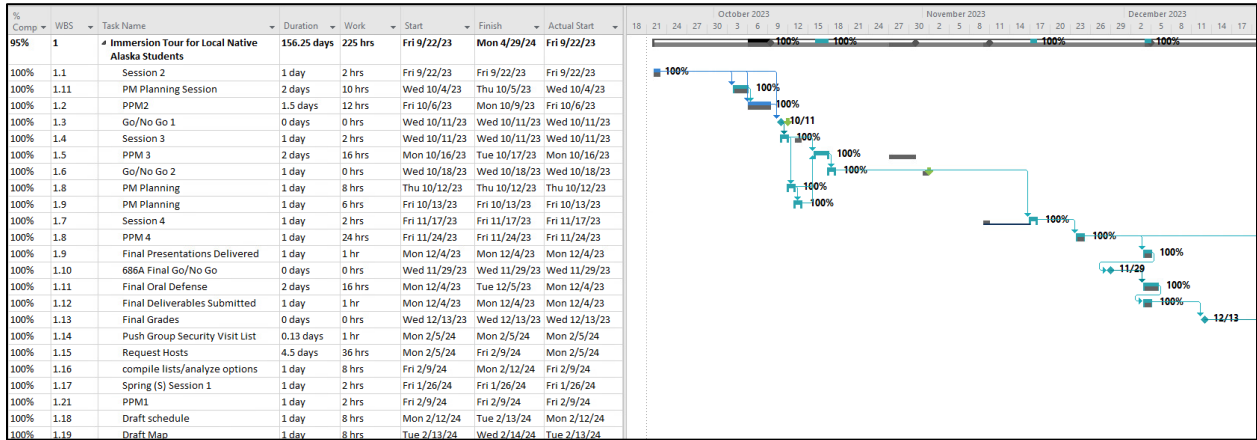 %
Comp WBS Task Name Duration Work Start Finish Actual Start
October 2023 November 2023 December 2023
18 21 24 27 30 3 6 9 12 15 18 21 24 27 30 2 5 8 11 14 17 20 23 26 29 2 5 8 11 14 17
95% 1 Immersion Tour for Local Native 156.25 days 225 hrs Fri 9/22/23 Mon 4/29/24 Fri 9/22/23 100% 100% 100% 100%
Alaska Students
100% 1.1 Session 2 1 day 2 hrs Fri 9/22/23 Fri 9/22/23 Fri 9/22/23 100%
100% 1.11 PM Planning Session 2 days 10 hrs Wed 10/4/23 Thu 10/5/23 Wed 10/4/23 100%
100% 1.2 PPM2 1.5 days 12 hrs Fri 10/6/23 Mon 10/9/23 Fri 10/6/23 100%
100% 1.3 Go/No Go 1 0 days 0 hrs Wed 10/11/23 Wed 10/11/23 Wed 10/11/23 10/11
100% 1.4 Session 3 1 day 2 hrs Wed 10/11/23 Wed 10/11/23 Wed 10/11/23 100%
100% 1.5 PPM 3 2 days 16 hrs Mon 10/16/23 Tue 10/17/23 Mon 10/16/23 100%
100% 1.6 Go/No Go 2 1 day 0 hrs Wed 10/18/23 Wed 10/18/23 Wed 10/18/23 100%
100% 1.8 PM Planning 1 day 8 hrs Thu 10/12/23 Thu 10/12/23 Thu 10/12/23 100%
100% 1.9 PM Planning 1 day 6 hrs Fri 10/13/23 Fri 10/13/23 Fri 10/13/23 100%
100% 1.7 Session 4 1 day 2 hrs Fri 11/17/23 Fri 11/17/23 Fri 11/17/23 100%
100% 1.8 PPM 4 1 day 24 hrs Fri 11/24/23 Fri 11/24/23 Fri 11/24/23 100%
100% 1.9 Final Presentations Delivered 1 day 1 hr Mon 12/4/23 Mon 12/4/23 Mon 12/4/23 100%
100% 1.10 686A Final Go/No Go 0 days 0 hrs Wed 11/29/23 Wed 11/29/23 Wed 11/29/23 11/29
100% 1.11 Final Oral Defense 2 days 16 hrs Mon 12/4/23 Tue 12/5/23 Mon 12/4/23 100%
100% 1.12 Final Deliverables Submitted 1 day 1 hr Mon 12/4/23 Mon 12/4/23 Mon 12/4/23 100%
100% 1.13 Final Grades 0 days 0 hrs Wed 12/13/23 Wed 12/13/23 Wed 12/13/23 12/13
100% 1.14 Push Group Security Visit List 0.13 days 1 hr Mon 2/5/24 Mon 2/5/24 Mon 2/5/24
100% 1.15 Request Hosts 4.5 days 36 hrs Mon 2/5/24 Fri 2/9/24 Mon 2/5/24
100% 1.16 compile lists/analyze options 1 day 8 hrs Fri 2/9/24 Mon 2/12/24 Fri 2/9/24
100% 1.17 Spring (S) Session 1 1 day 2 hrs Fri 1/26/24 Fri 1/26/24 Fri 1/26/24
100% 1.21 PPM1 1 day 2 hrs Fri 2/9/24 Fri 2/9/24 Fri 2/9/24
100% 1.18 Draft schedule 1 day 8 hrs Mon 2/12/24 Tue 2/13/24 Mon 2/12/24
100% 1.19 Draft Map 1 day 8 hrs Tue 2/13/24 Wed 2/14/24 Tue 2/13/24